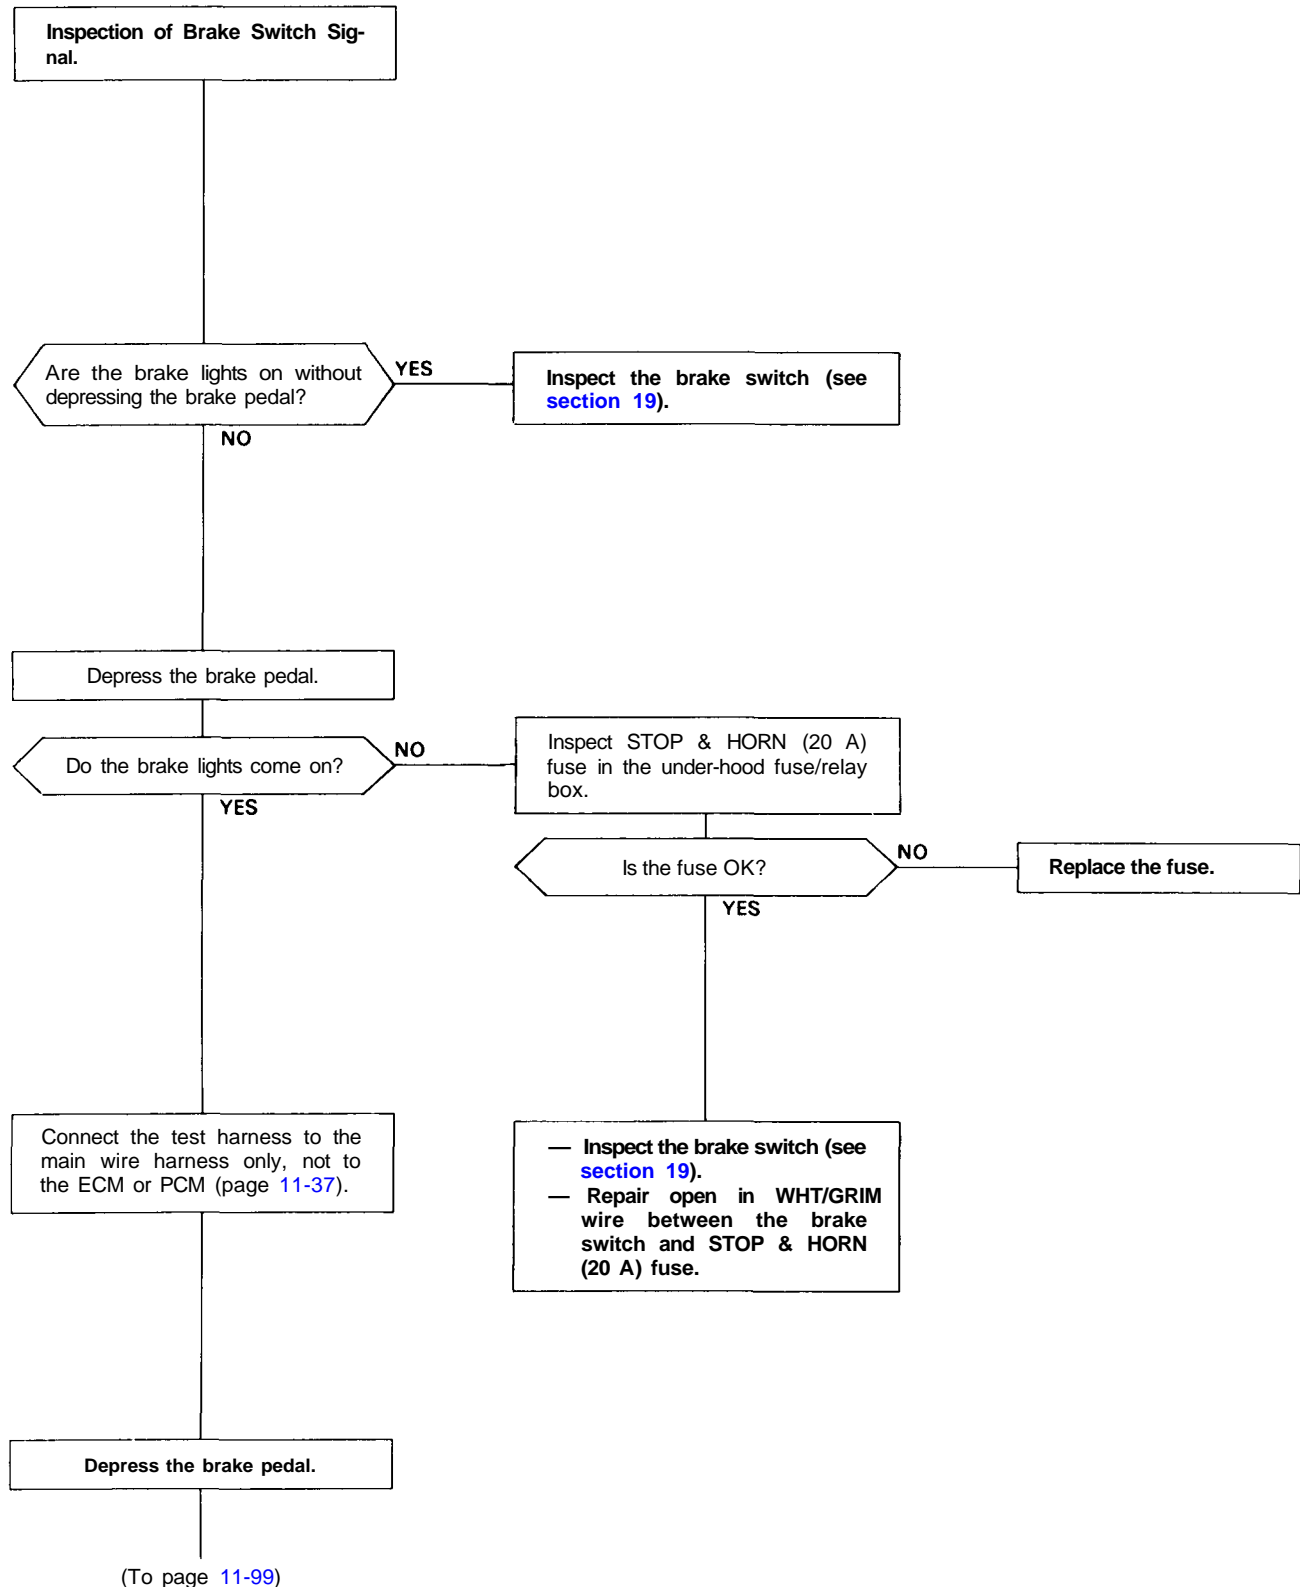 Inspection of Brake Switch Sig-
nal.
Are the brake lights on without
depressing the brake pedal?
YES
Inspect the brake switch (see
section 19).
NO
Depress the brake pedal.
Do the brake lights come on?
NO
Inspect STOP & HORN (20 A)
fuse in the under-hood fuse/relay
box.
YES
Is the fuse OK?
NO
Replace the fuse.
YES
Connect the test harness to the
main wire harness only, not to
the ECM or PCM (page 11-37).
— Inspect the brake switch (see
section 19).
— Repair open in WHT/GRIM
wire between the brake
switch and STOP & HORN
(20 A) fuse.
Depress the brake pedal.
(To page 11-99)